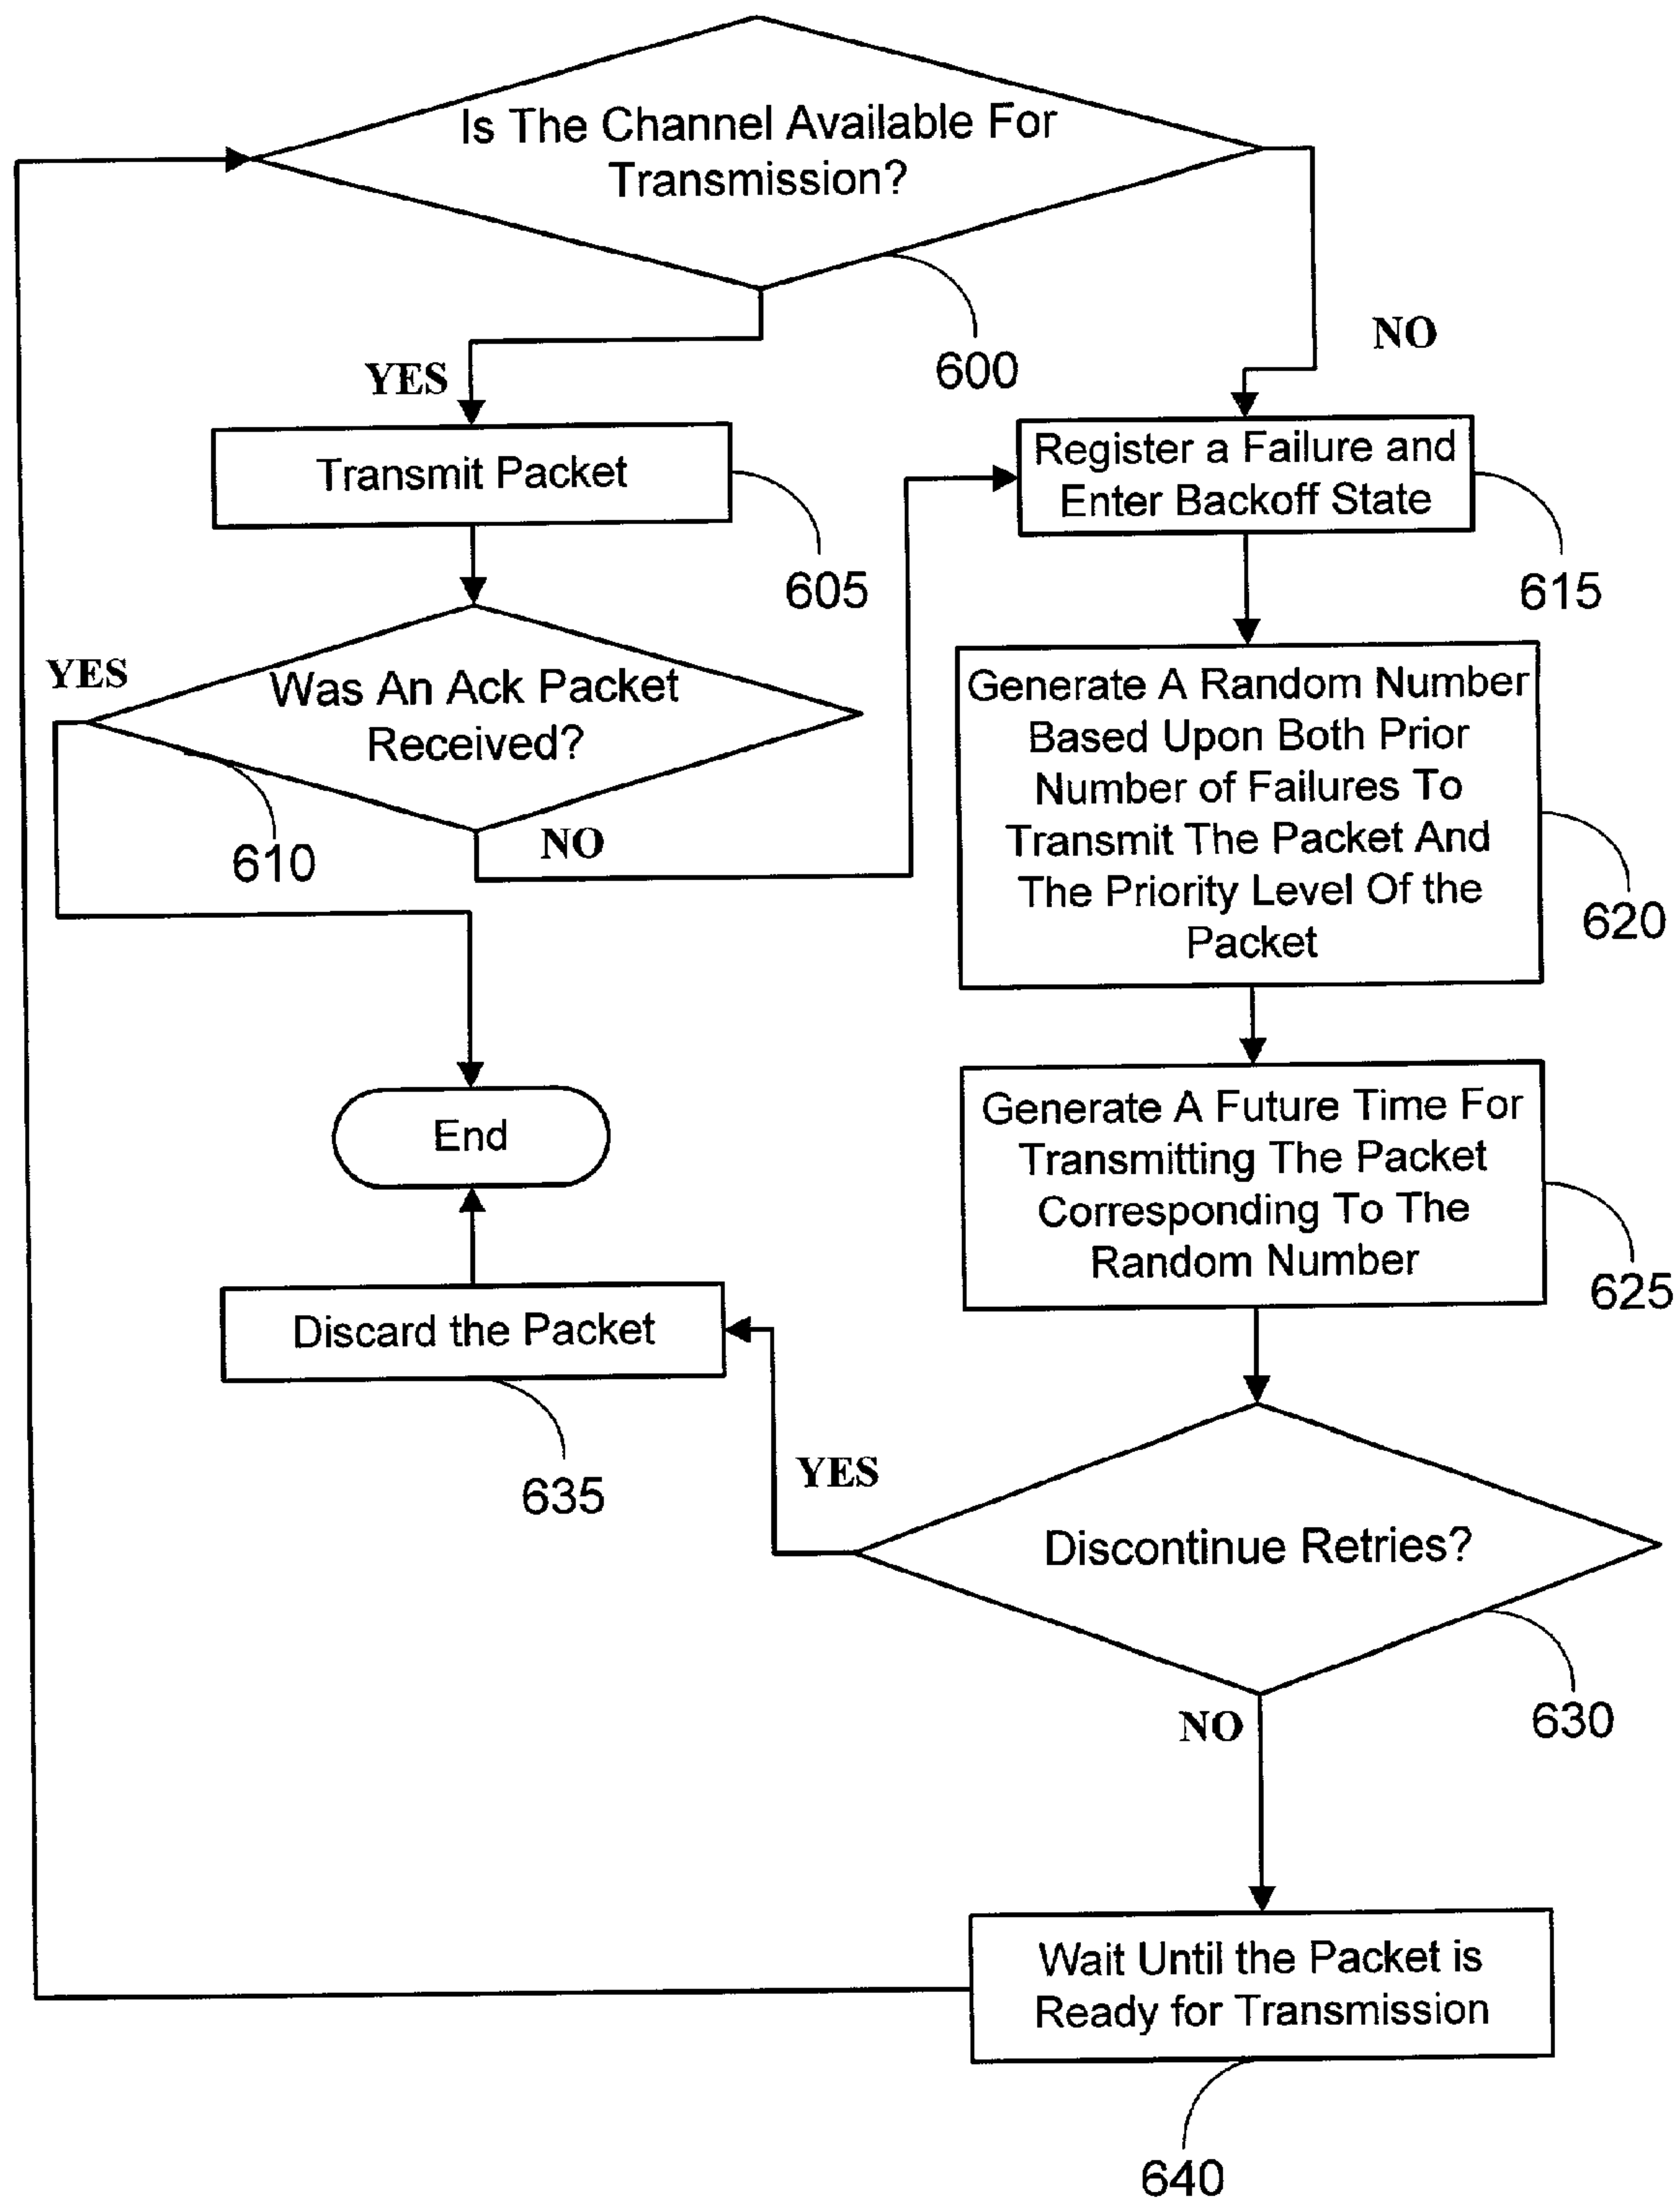 Is The Channel Available For
Transmission?
600
NO
YES
Transmit Packet
605
Register a Failure and
Enter Backoff State
615
YES
Was An Ack Packet
Received?
610
NO
Generate A Random Number
Based Upon Both Prior
Number of Failures To
Transmit The Packet And
The Priority Level Of the
Packet
620
End
Generate A Future Time For
Transmitting The Packet
Corresponding To The
Random Number
625
Discard the Packet
635
YES
Discontinue Retries?
630
NO
Wait Until the Packet is
Ready for Transmission
640